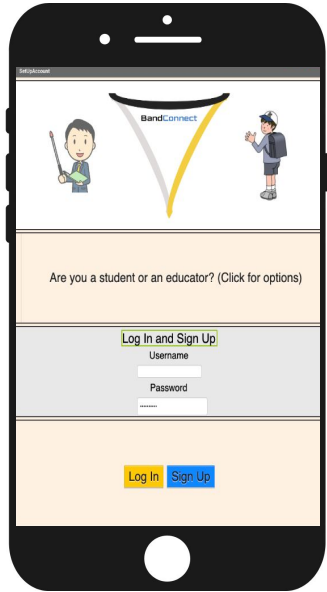 SetUpAccount
BandConnect
Are you a student or an educator? (Click for options)
Log In and Sign Up
Username
Password
Log In
Sign Up